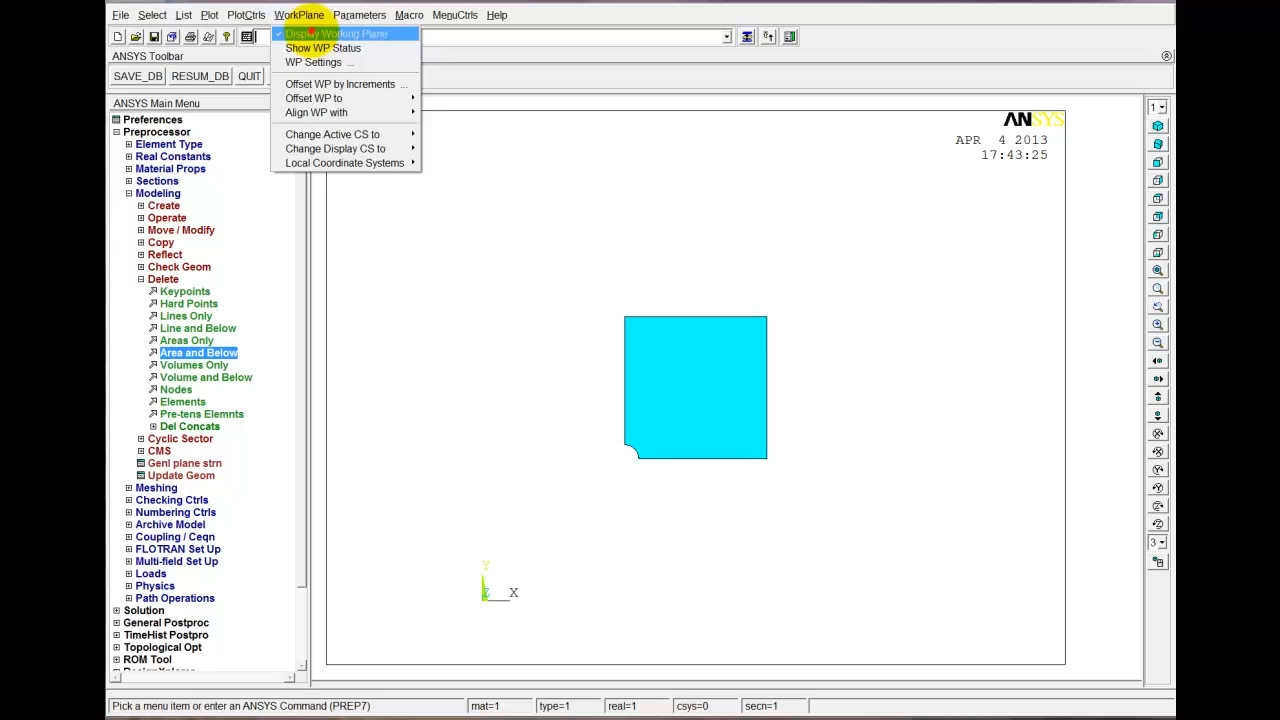 File Select List Plot PlotCtrls WorkPlane Parameters Macro MenuCtrls Help
Display Working Plane
Show WP Status
WP Settings ...
Offset WP by Increments ...
Offset WP to
Align WP with
Change Active CS to
Change Display CS to
Local Coordinate Systems
ANSYS Toolbar
SAVE_DB RESUM_DB QUIT
ANSYS Main Menu
Preferences
Preprocessor
Element Type
Real Constants
Material Props
Sections
Modeling
Create
Operate
Move / Modify
Copy
Reflect
Check Geom
Delete
Keypoints
Hard Points
Lines Only
Line and Below
Areas Only
Area and Below
Volumes Only
Volume and Below
Nodes
Elements
Pre-tens Elemnts
Del Concats
Cyclic Sector
CMS
Genl plane strn
Update Geom
Meshing
Checking Ctrls
Numbering Ctrls
Archive Model
Coupling / Ceqn
FLOTRAN Set Up
Multi-field Set Up
Loads
Physics
Path Operations
Solution
General Postproc
TimeHist Postpro
Topological Opt
ROM Tool
ANSYS
APR 4 2013
17:43:25
Y
Z X
1
3
Pick a menu item or enter an ANSYS Command (PREP7) mat=1 type=1 real=1 csys=0 secn=1